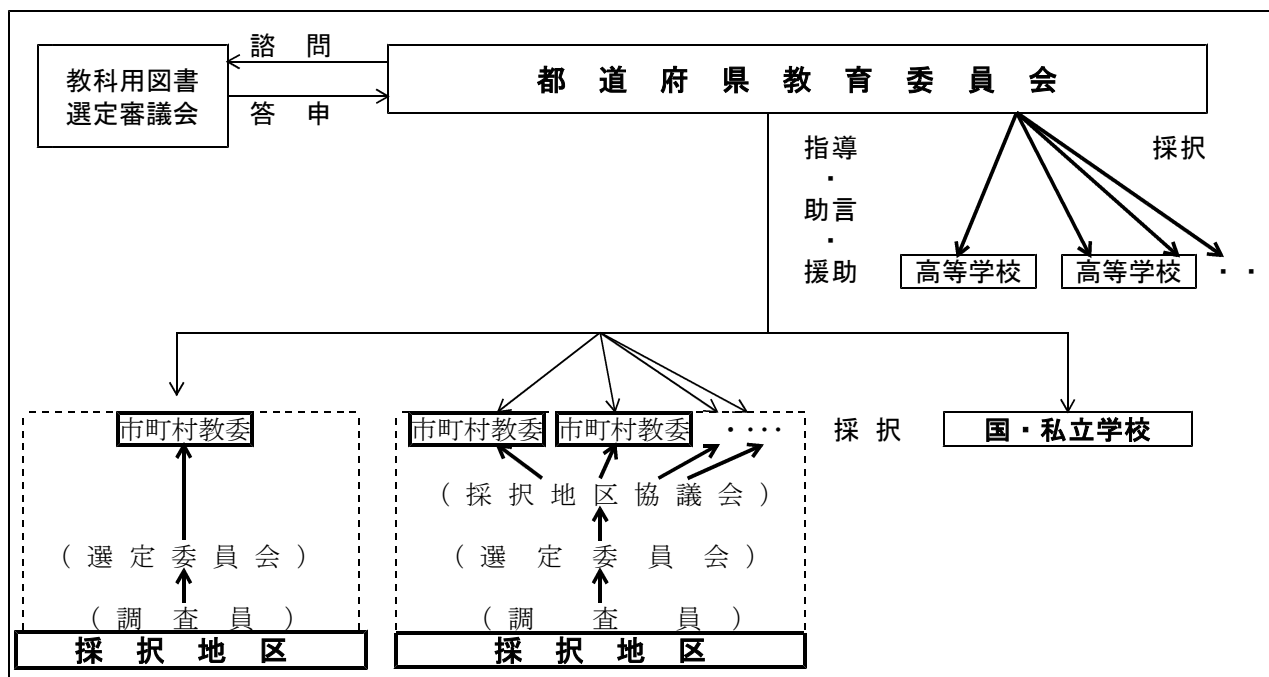 諮 問
都 道 府 県 教 育 委 員 会
教科用図書
選定審議会
答 申
指導
・
助言
・
援助
採択
高等学校
高等学校
・・
市町村教委
市町村教委
市町村教委
・・・・
採 択
国・私立学校
( 採 択 地 区 協 議 会 )
( 選 定 委 員 会 )
( 選 定 委 員 会 )
( 調 査 員 )
( 調 査 員 )
採 択 地 区
採 択 地 区